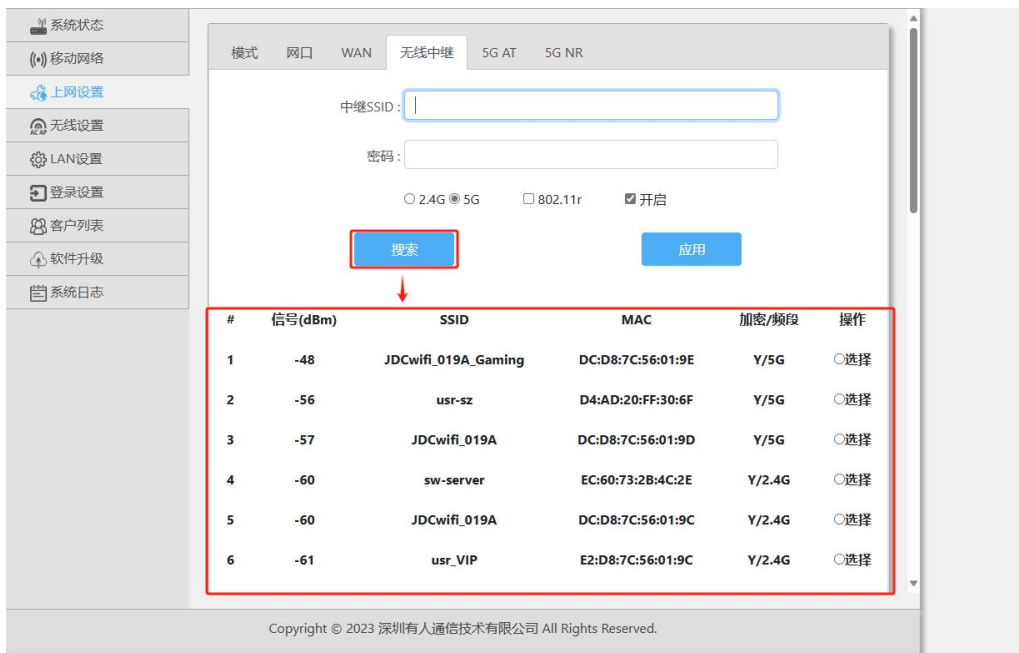 系统状态
移动网络
上网设置
无线设置
LAN设置
登录设置
客户列表
软件升级
系统日志
模式 网口 WAN 无线中继 5G AT 5G NR
中继SSID :
密码 :
2.4G 5G 802.11r 开启
搜索 应用
# 信号(dBm) SSID MAC 加密/频段 操作
1 -48 JDCwifi_019A_Gaming DC:D8:7C:56:01:9E Y/5G 选择
2 -56 usr-sz D4:AD:20:FF:30:6F Y/5G 选择
3 -57 JDCwifi_019A DC:D8:7C:56:01:9D Y/5G 选择
4 -60 sw-server EC:60:73:2B:4C:2E Y/2.4G 选择
5 -60 JDCwifi_019A DC:D8:7C:56:01:9C Y/2.4G 选择
6 -61 usr_VIP E2:D8:7C:56:01:9C Y/2.4G 选择
Copyright © 2023 深圳有人通信技术有限公司 All Rights Reserved.